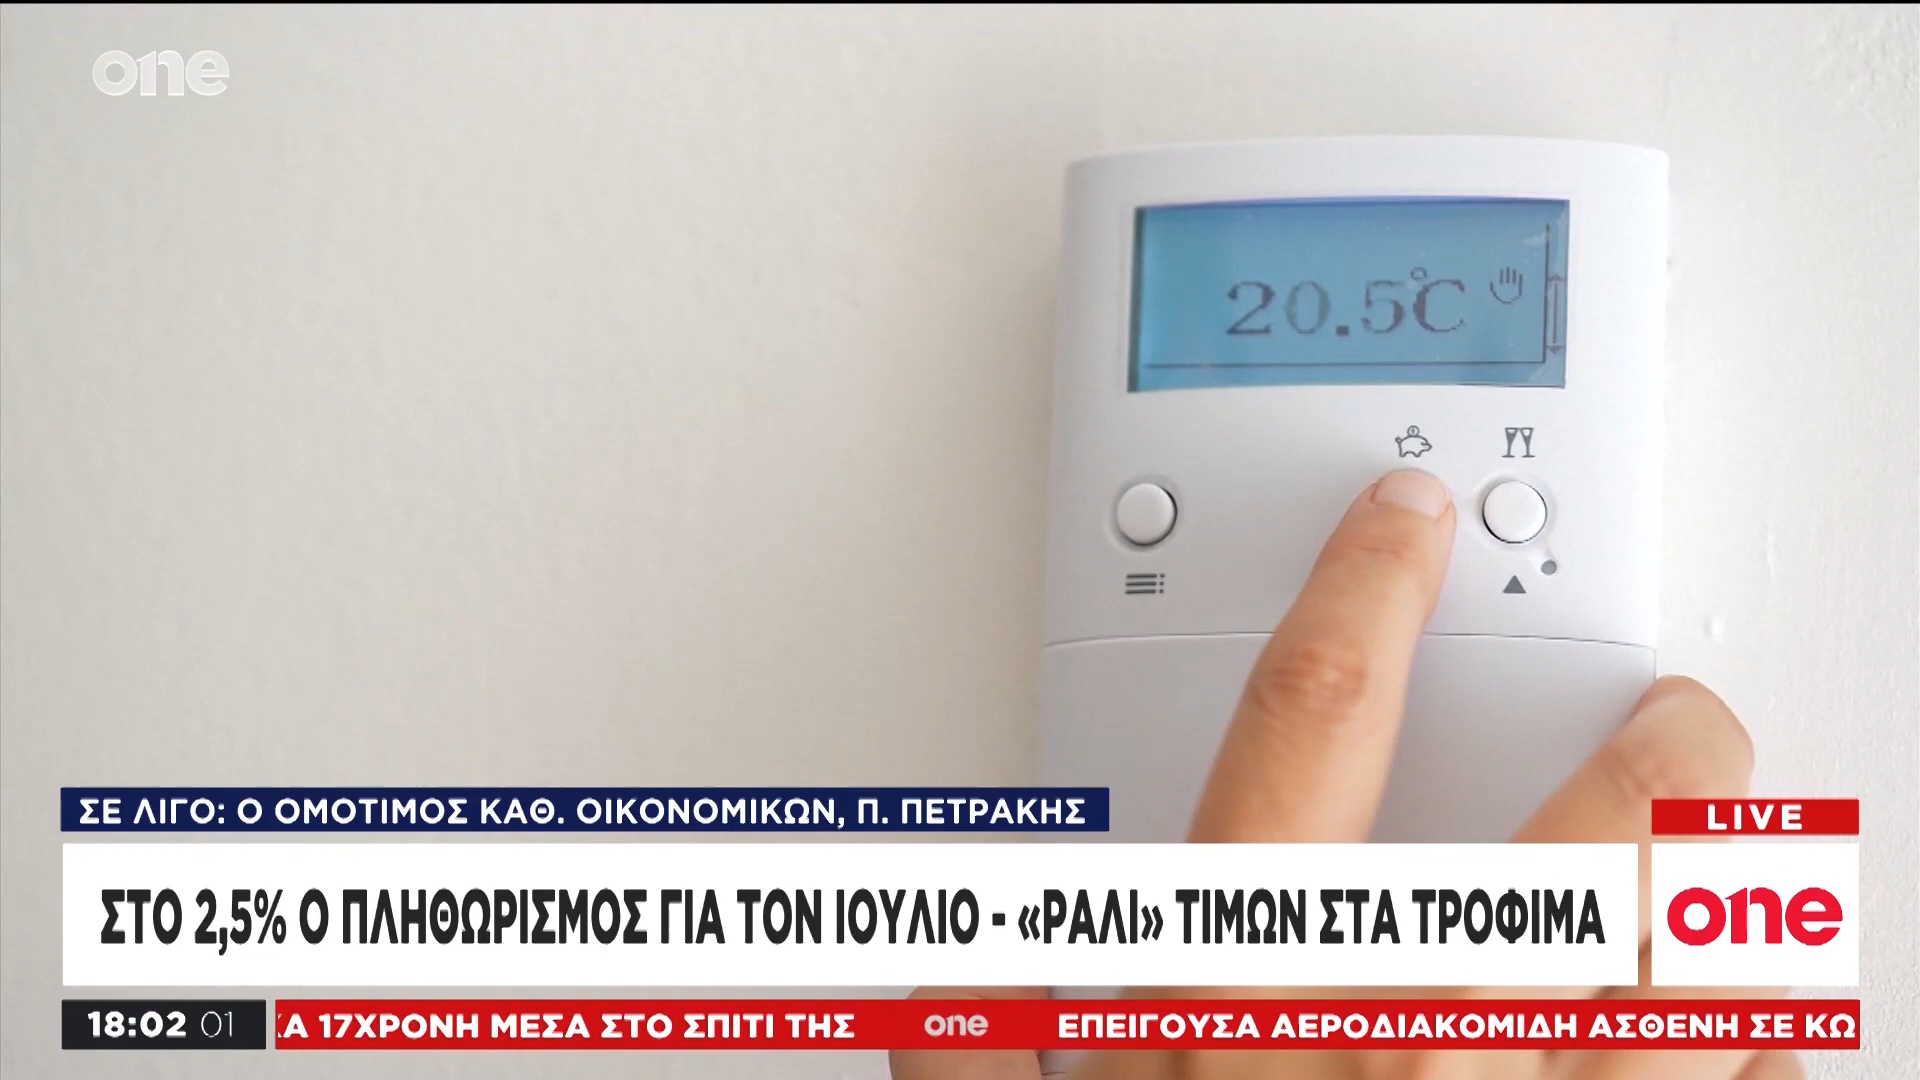 one
20.5°C
ΣΕ ΛΙΓΟ: Ο ΟΜΟΤΙΜΟΣ ΚΑΘ. ΟΙΚΟΝΟΜΙΚΩΝ, Π. ΠΕΤΡΑΚΗΣ
LIVE
ΣΤΟ 2,5% Ο ΠΛΗΘΩΡΙΣΜΟΣ ΓΙΑ ΤΟΝ ΙΟΥΛΙΟ - «ΡΑΛΙ» ΤΙΜΩΝ ΣΤΑ ΤΡΟΦΙΜΑ
one
18:02 01
ΚΑ 17ΧΡΟΝΗ ΜΕΣΑ ΣΤΟ ΣΠΙΤΙ ΤΗΣ one ΕΠΕΙΓΟΥΣΑ ΑΕΡΟΔΙΑΚΟΜΙΔΗ ΑΣΘΕΝΗ ΣΕ ΚΩ